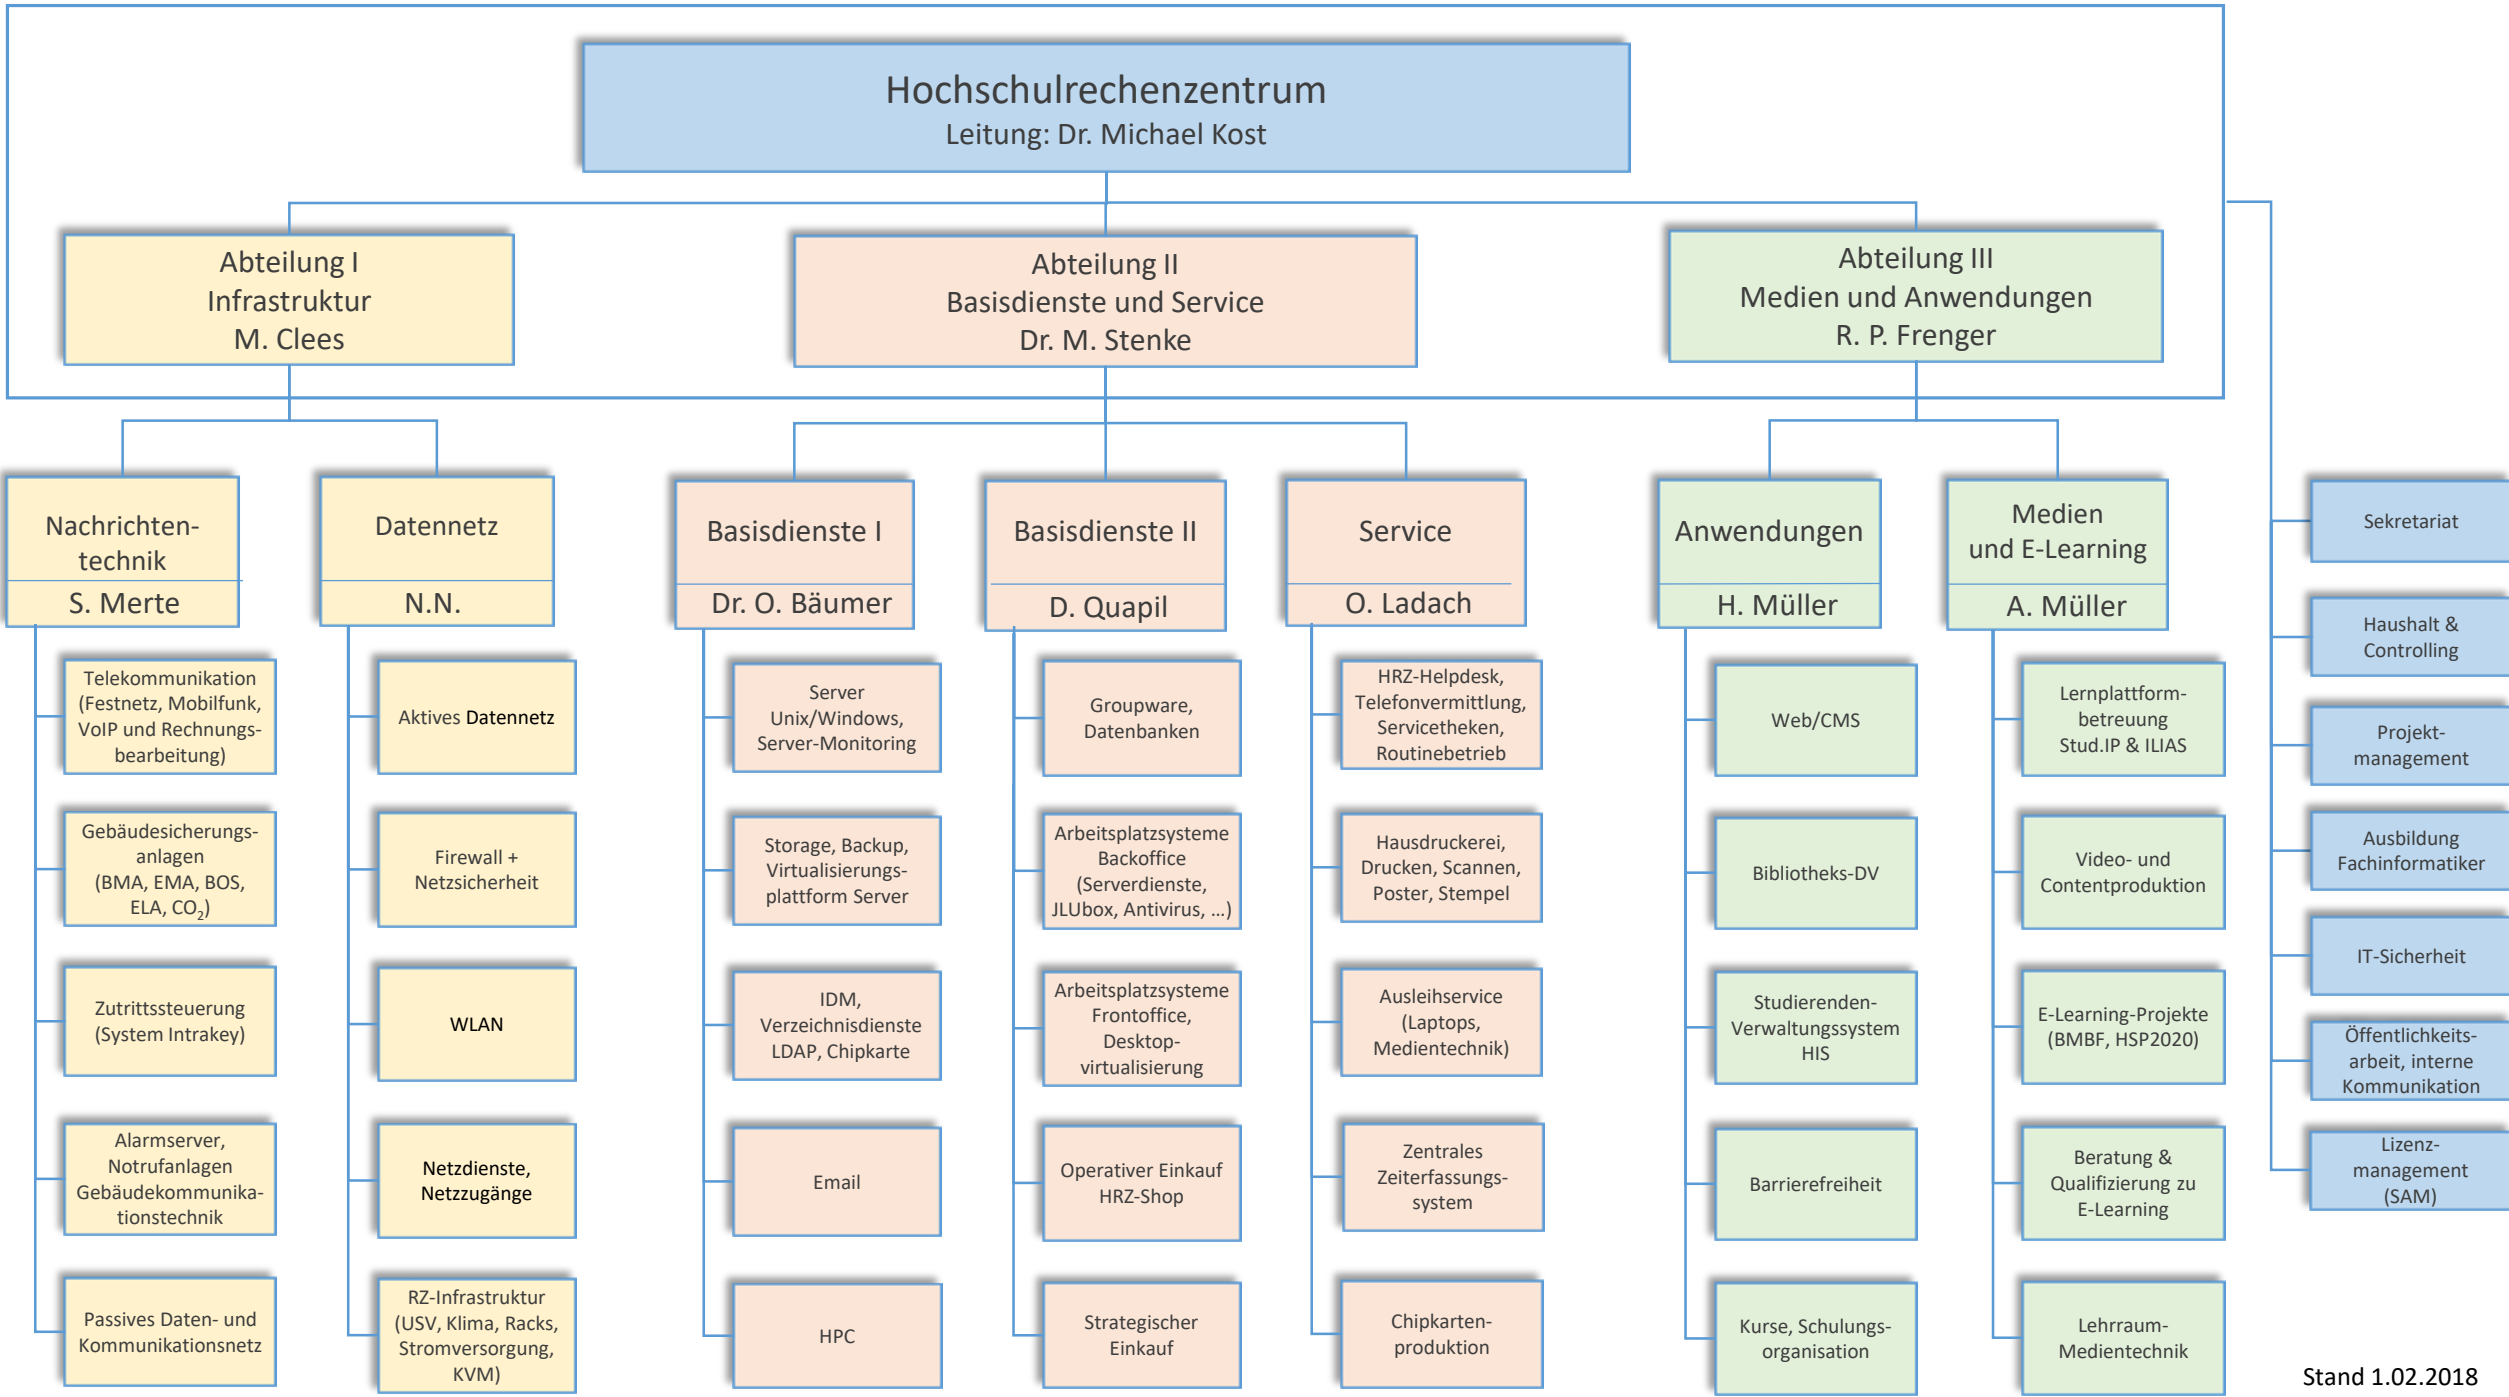 Hochschulrechenzentrum
Leitung: Dr. Michael Kost
Abteilung I
Infrastruktur
M. Clees
Abteilung II
Basisdienste und Service
Dr. M. Stenke
Abteilung III
Medien und Anwendungen
R. P. Frenger
Nachrichten-
technik
S. Merte
Telekommunikation
(Festnetz, Mobilfunk,
VoIP und Rechnungs-
bearbeitung)
Gebäudesicherungs-
anlagen
(BMA, EMA, BOS,
ELA, CO₂)
Zutrittssteuerung
(System Intrakey)
Alarmserver,
Notrufanlagen
Gebäudekommunika-
tionstechnik
Passives Daten- und
Kommunikationsnetz
Datennetz
N.N.
Aktives Datennetz
Firewall +
Netzsicherheit
WLAN
Netzdienste,
Netzzugänge
RZ-Infrastruktur
(USV, Klima, Racks,
Stromversorgung,
KVM)
Basisdienste I
Dr. O. Bäumer
Server
Unix/Windows,
Server-Monitoring
Storage, Backup,
Virtualisierungs-
plattform Server
IDM,
Verzeichnisdienste
LDAP, Chipkarte
Email
HPC
Basisdienste II
D. Quapil
Groupware,
Datenbanken
Arbeitsplatzsysteme
Backoffice
(Serverdienste,
JLUbox, Antivirus, …)
Arbeitsplatzsysteme
Frontoffice,
Desktop-
virtualisierung
Operativer Einkauf
HRZ-Shop
Strategischer
Einkauf
Service
O. Ladach
HRZ-Helpdesk,
Telefonvermittlung,
Servicetheken,
Routinebetrieb
Hausdruckerei,
Drucken, Scannen,
Poster, Stempel
Ausleihservice
(Laptops,
Medientechnik)
Zentrales
Zeiterfassungs-
system
Chipkarten-
produktion
Anwendungen
H. Müller
Web/CMS
Bibliotheks-DV
Studierenden-
Verwaltungssystem
HIS
Barrierefreiheit
Kurse, Schulungs-
organisation
Medien
und E-Learning
A. Müller
Lernplattform-
betreuung
Stud.IP & ILIAS
Video- und
Contentproduktion
E-Learning-Projekte
(BMBF, HSP2020)
Beratung &
Qualifizierung zu
E-Learning
Lehrraum-
Medientechnik
Sekretariat
Haushalt &
Controlling
Projekt-
management
Ausbildung
Fachinformatiker
IT-Sicherheit
Öffentlichkeits-
arbeit, interne
Kommunikation
Lizenz-
management
(SAM)
Stand 1.02.2018